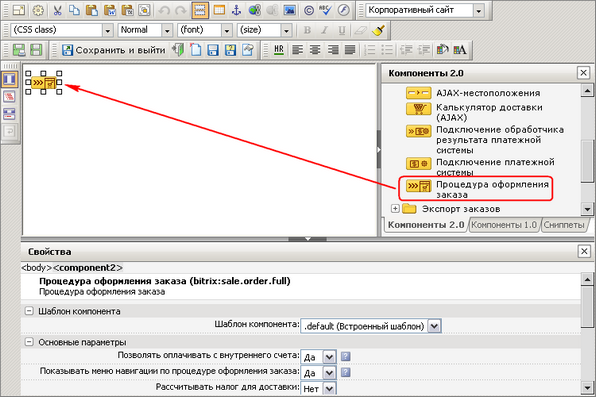 Корпоративный сайт
(CSS class) Normal (font) (size) B I U
Сохранить и выйти HR
Компоненты 2.0
AJAX-местоположения
Калькулятор доставки
(AJAX)
Подключение обработчика
результата платежной
системы
Подключение платежной
системы
Процедура оформления
заказа
Экспорт заказов
Компоненты 2.0 Компоненты 1.0 Сниппеты
Свойства
<body><component2>
Процедура оформления заказа (bitrix:sale.order.full)
Процедура оформления заказа
Шаблон компонента
Шаблон компонента: .default (Встроенный шаблон)
Основные параметры
Позволять оплачивать с внутреннего счета: Да ?
Показывать меню навигации по процедуре оформления заказа: Да ?
Рассчитывать налог для доставки: Нет